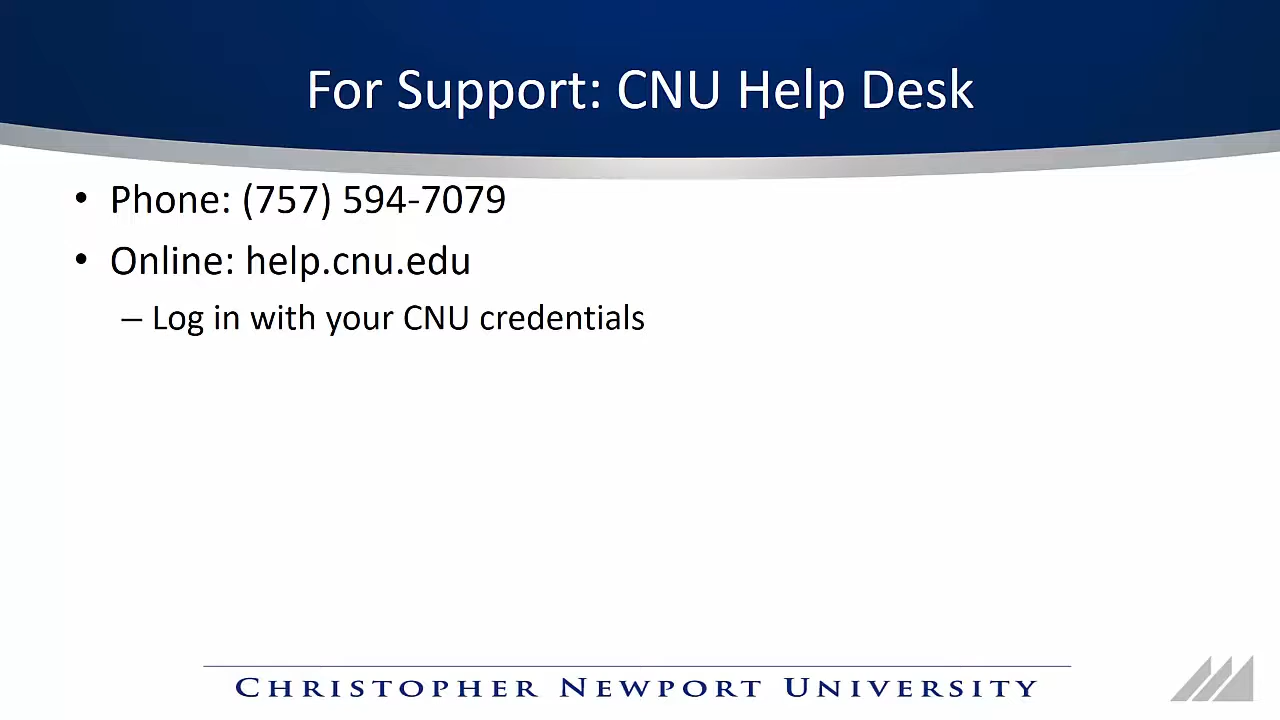 For Support: CNU Help Desk
• Phone: (757) 594-7079
• Online: help.cnu.edu
– Log in with your CNU credentials
CHRISTOPHER NEWPORT UNIVERSITY